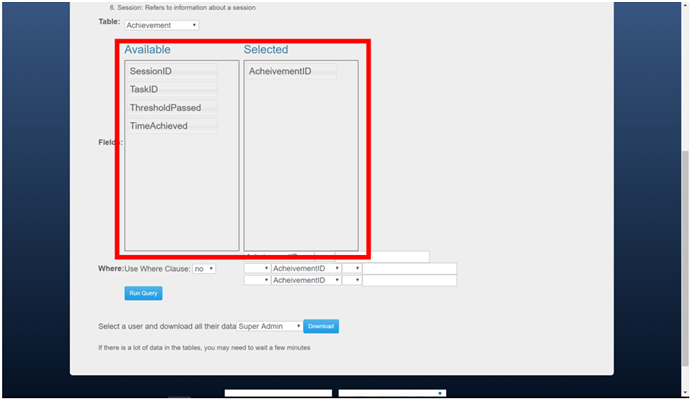 6. Session: Refers to information about a session
Table: Achievement
Available Selected
SessionID AcheivementID
TaskID
ThresholdPassed
TimeAchieved
Fields:
Where: Use Where Clause: no AcheivementID
AcheivementID
Run Query
Select a user and download all their data Super Admin Download
If there is a lot of data in the tables, you may need to wait a few minutes